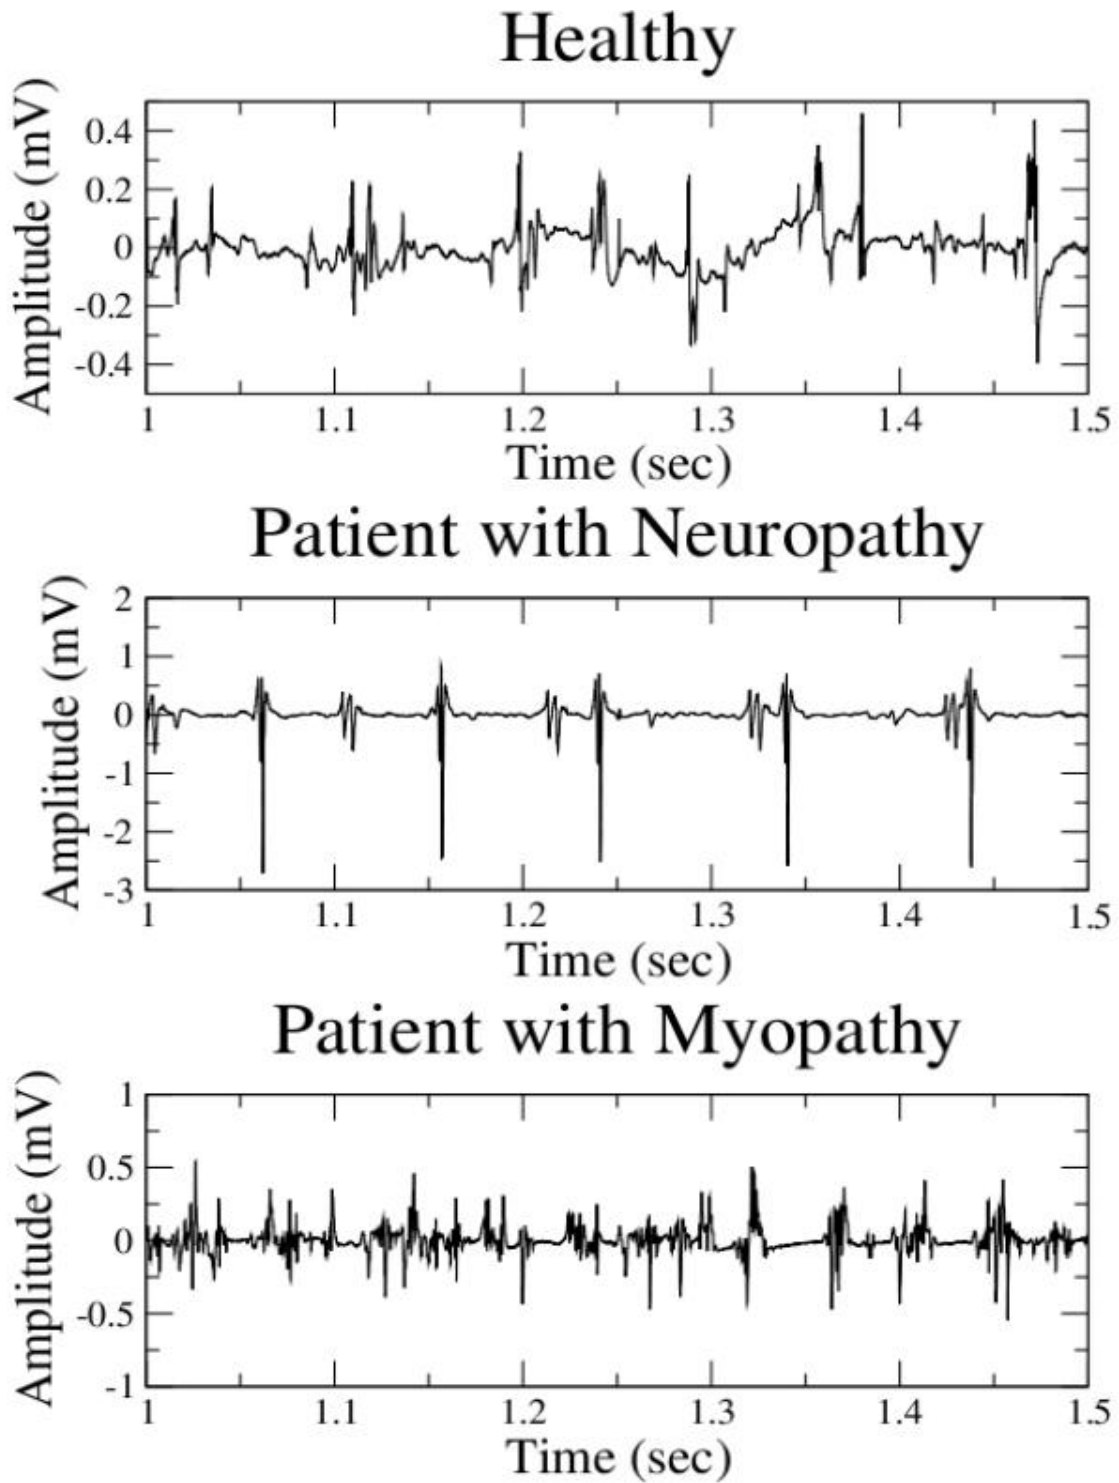 Healthy
Amplitude (mV)
0.4
0.2
0
-0.2
-0.4
1 1.1 1.2 1.3 1.4 1.5
Time (sec)
Patient with Neuropathy
Amplitude (mV)
2
1
0
-1
-2
-3
1 1.1 1.2 1.3 1.4 1.5
Time (sec)
Patient with Myopathy
Amplitude (mV)
1
0.5
0
-0.5
-1
1 1.1 1.2 1.3 1.4 1.5
Time (sec)